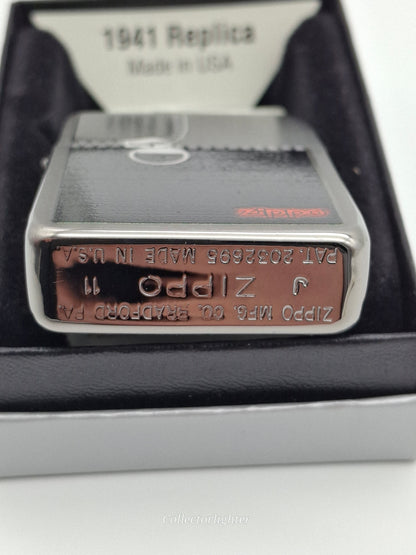 1941 Replica
Made in USA
zippo
ZIPPO MFG. CO. BRADFORD PA.
J ZIPPO 11
PAT. 2032695 MADE IN U.S.A.
Collectorlighter